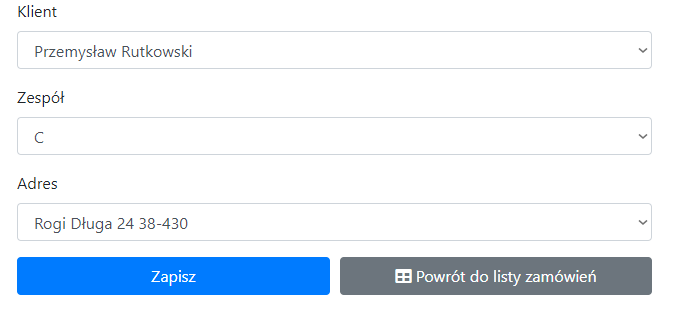 Klient
Przemysław Rutkowski
Zespół
C
Adres
Rogi Długa 24 38-430
Zapisz
Powrót do listy zamówień